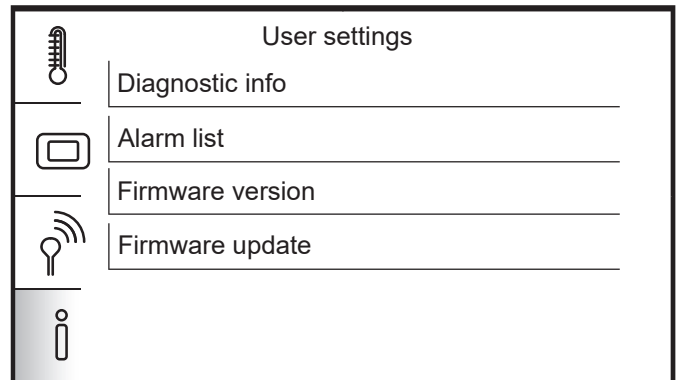 User settings
Diagnostic info
Alarm list
Firmware version
Firmware update